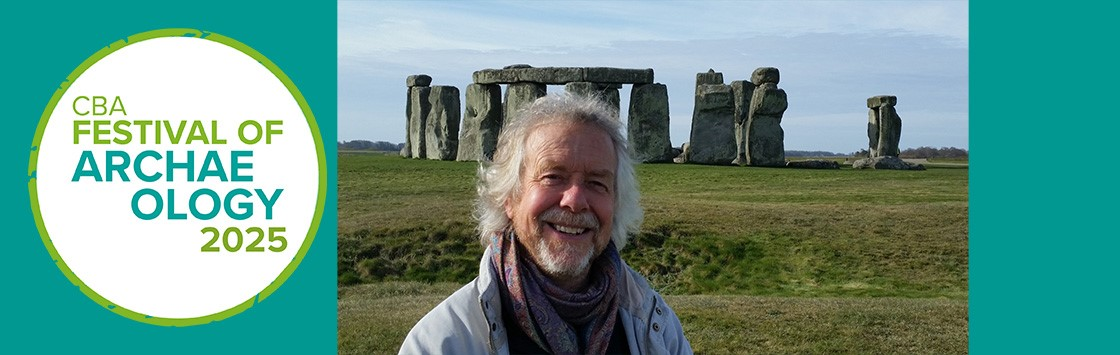 CBA
FESTIVAL OF
ARCHAE
OLOGY
2025